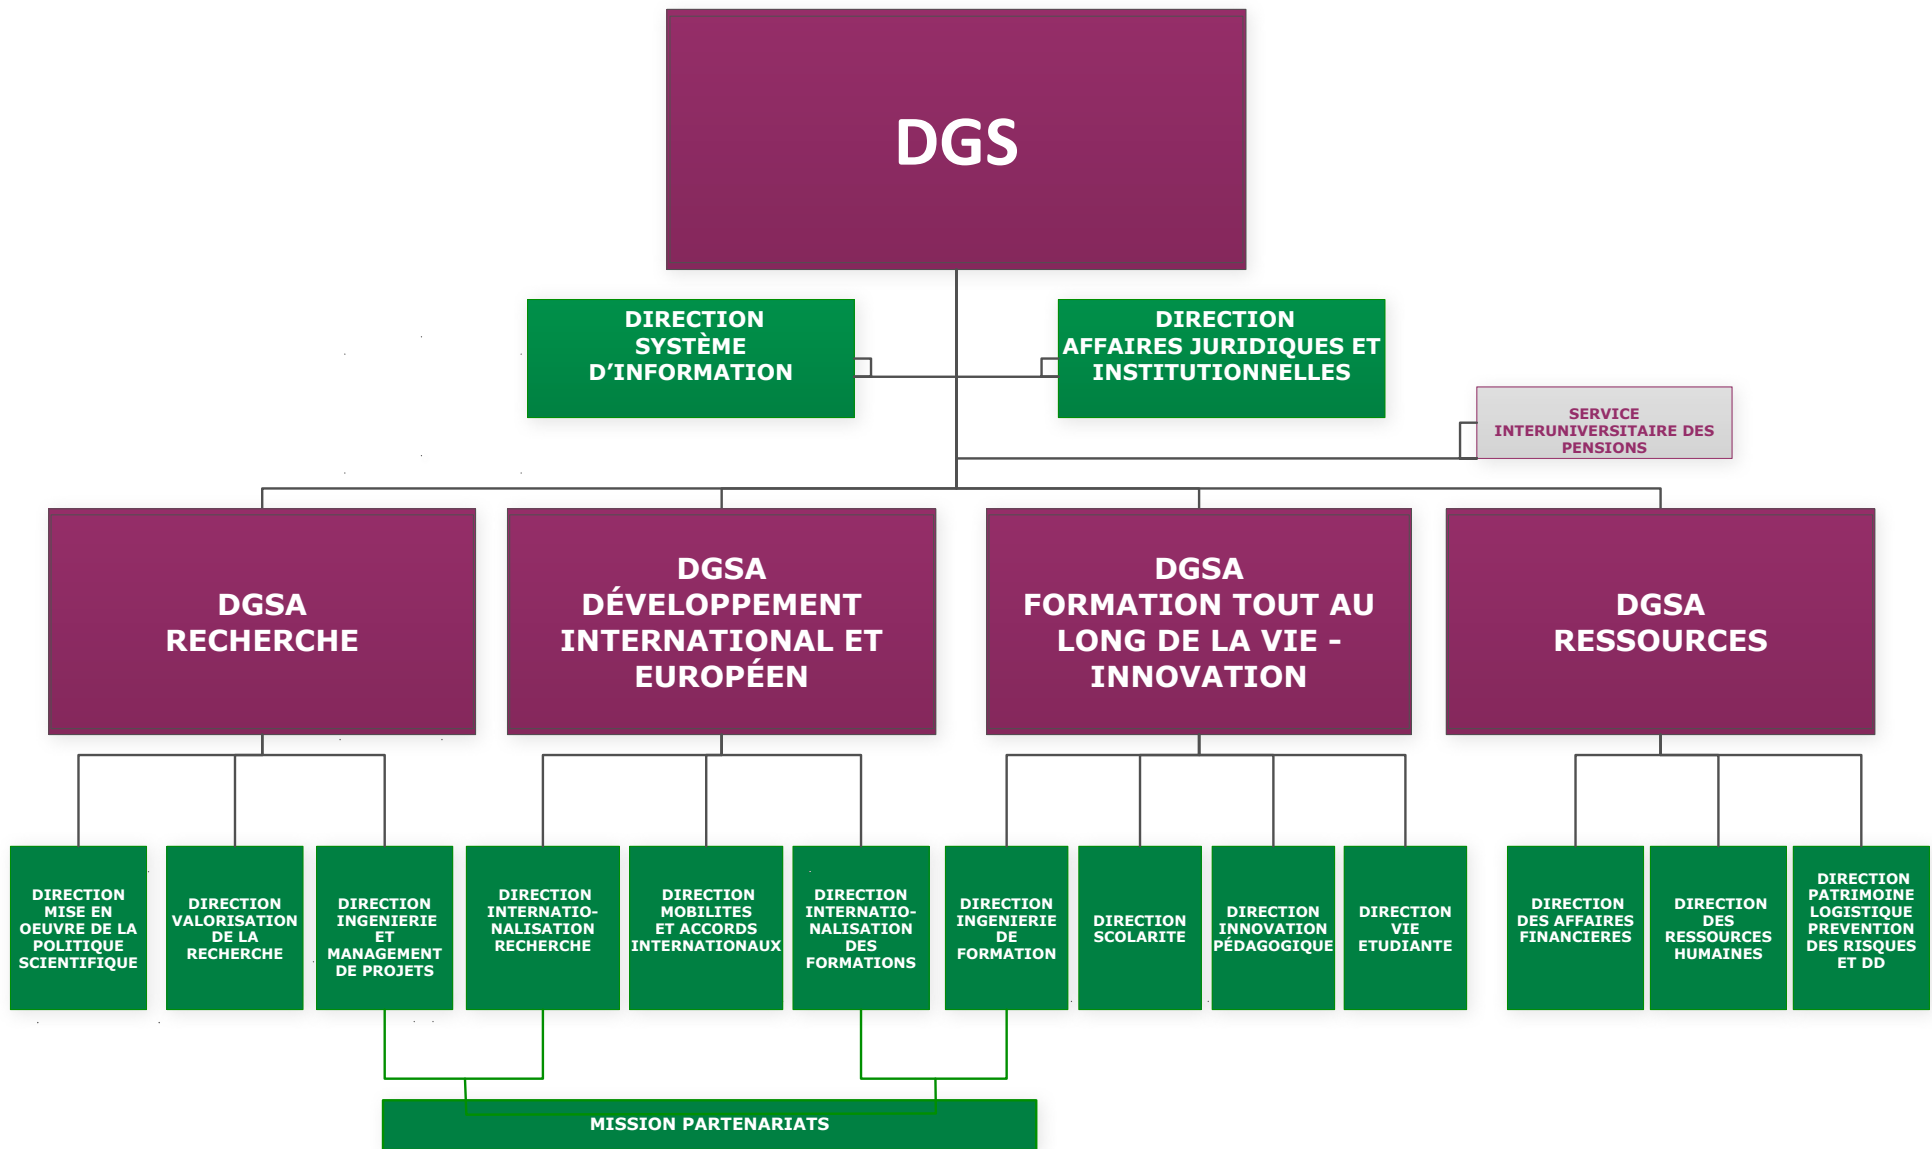 DGS
DIRECTION
SYSTÈME
D’INFORMATION
DIRECTION
AFFAIRES JURIDIQUES ET
INSTITUTIONNELLES
SERVICE
INTERUNIVERSITAIRE DES
PENSIONS
DGSA
RECHERCHE
DGSA
DÉVELOPPEMENT
INTERNATIONAL ET
EUROPÉEN
DGSA
FORMATION TOUT AU
LONG DE LA VIE -
INNOVATION
DGSA
RESSOURCES
DIRECTION
MISE EN
OEUVRE DE LA
POLITIQUE
SCIENTIFIQUE
DIRECTION
VALORISATION
DE LA
RECHERCHE
DIRECTION
INGENIERIE
ET
MANAGEMENT
DE PROJETS
DIRECTION
INTERNATIO-
NALISATION
RECHERCHE
DIRECTION
MOBILITES
ET ACCORDS
INTERNATIONAUX
DIRECTION
INTERNATIO-
NALISATION
DES
FORMATIONS
DIRECTION
INGENIERIE
DE
FORMATION
DIRECTION
SCOLARITE
DIRECTION
INNOVATION
PÉDAGOGIQUE
DIRECTION
VIE
ETUDIANTE
DIRECTION
DES AFFAIRES
FINANCIERES
DIRECTION
DES
RESSOURCES
HUMAINES
DIRECTION
PATRIMOINE
LOGISTIQUE
PREVENTION
DES RISQUES
ET DD
MISSION PARTENARIATS